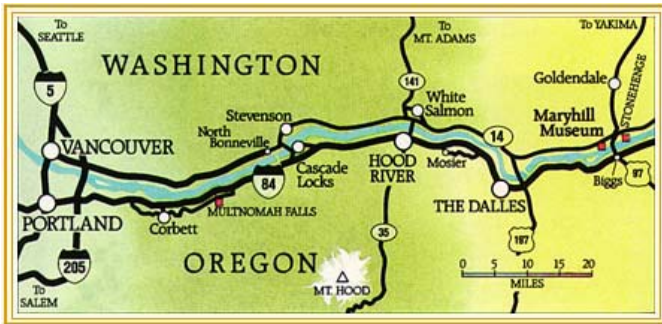 To
SEATTLE
To
MT. ADAMS
To
YAKIMA
WASHINGTON
5
141
Goldendale
White
Salmon
STONEHENGE
Stevenson
Maryhill
Museum
North
Bonneville
14
VANCOUVER
HOOD
RIVER
Mosier
Cascade
Locks
84
Biggs
97
MULTNOMAH FALLS
THE DALLES
PORTLAND
Corbett
35
197
205
OREGON
MT. HOOD
0 5 10 15 20
MILES
To
SALEM